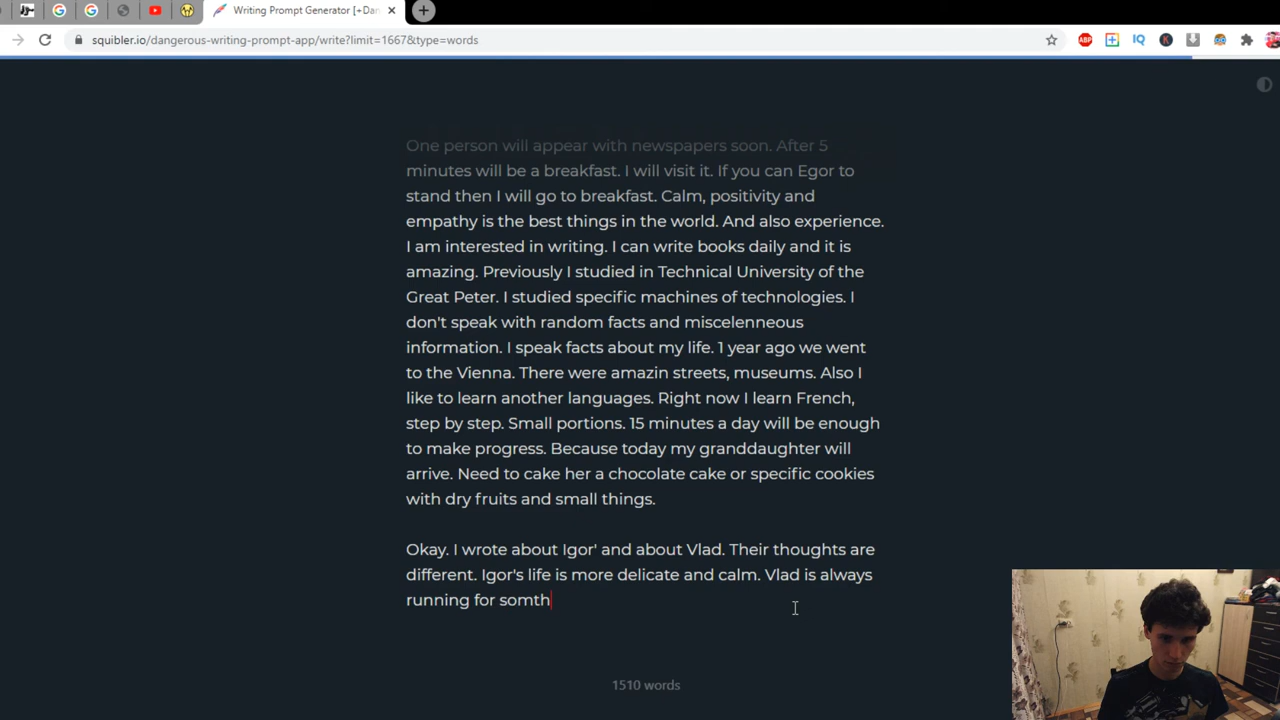 Writing Prompt Generator [+Dan
squibler.io/dangerous-writing-prompt-app/write?limit=1667&type=words
ABP
IQ
K
One person will appear with newspapers soon. After 5
minutes will be a breakfast. I will visit it. If you can Egor to
stand then I will go to breakfast. Calm, positivity and
empathy is the best things in the world. And also experience.
I am interested in writing. I can write books daily and it is
amazing. Previously I studied in Technical University of the
Great Peter. I studied specific machines of technologies. I
don't speak with random facts and miscelenneous
information. I speak facts about my life. 1 year ago we went
to the Vienna. There were amazin streets, museums. Also I
like to learn another languages. Right now I learn French,
step by step. Small portions. 15 minutes a day will be enough
to make progress. Because today my granddaughter will
arrive. Need to cake her a chocolate cake or specific cookies
with dry fruits and small things.
Okay. I wrote about Igor' and about Vlad. Their thoughts are
different. Igor's life is more delicate and calm. Vlad is always
running for somth
1510 words